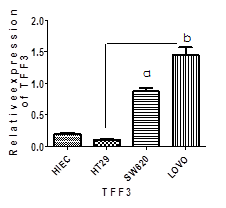 Relative expression
of TFF3
2.0
1.5
1.0
0.5
0.0
a
b
HIEC
HT29
SW620
LOVO
TFF3